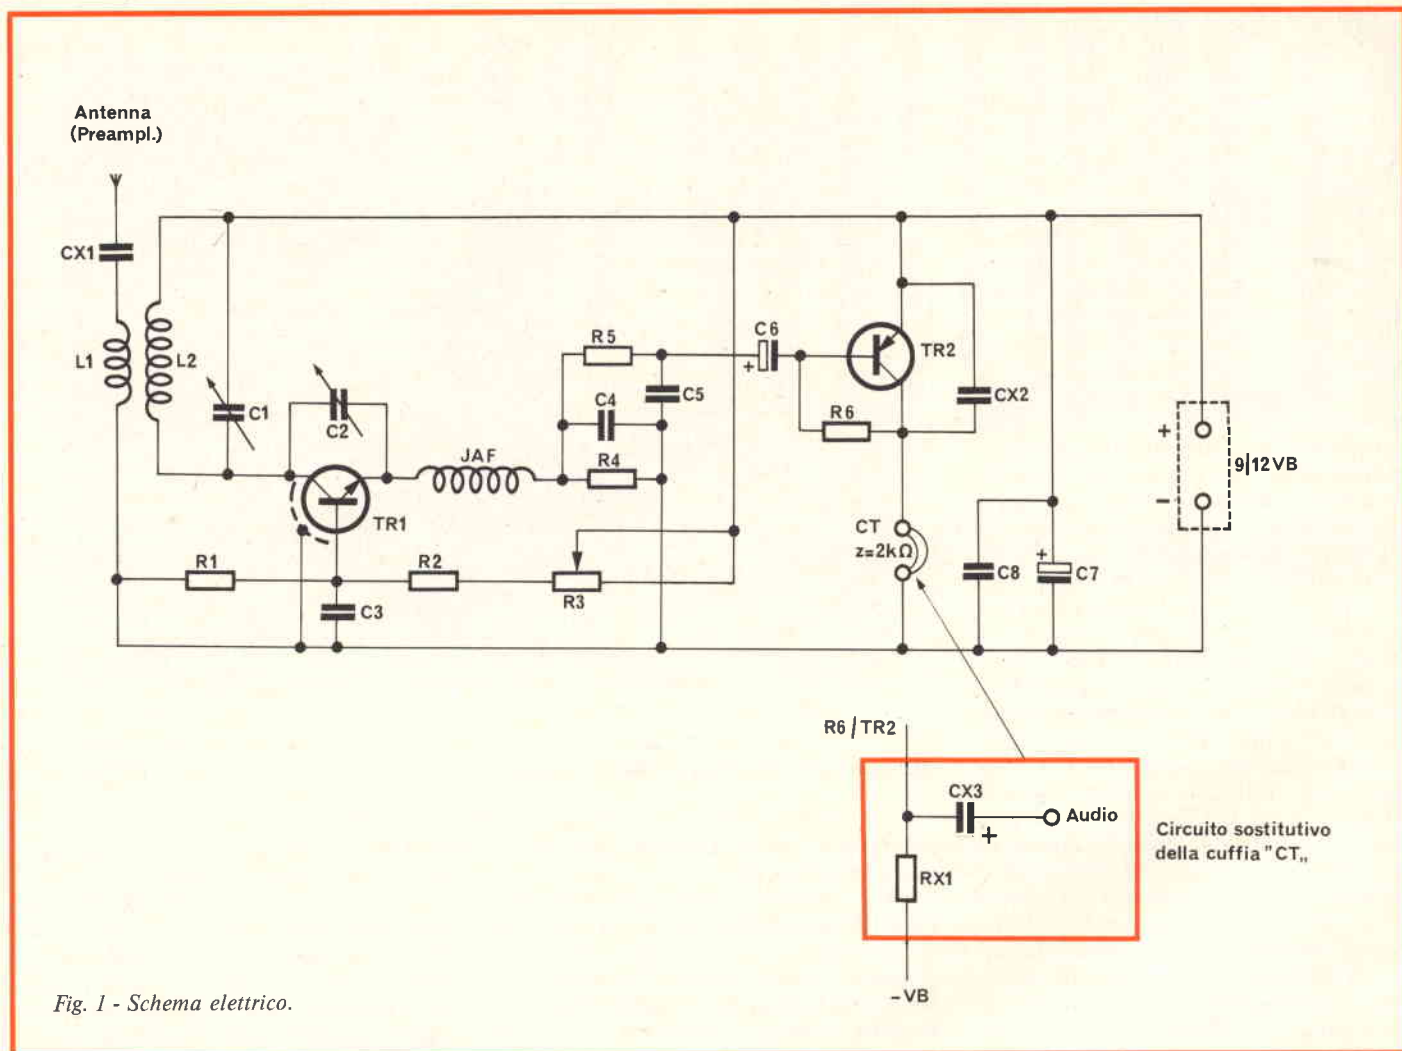 Antenna
(Preampl.)
CX1
L1
L2
C1
C2
TR1
JAF
R5
C4
R4
C5
C6
+
TR2
R6
CX2
R1
R2
R3
C3
CT
z=2kΩ
C8
+
C7
+
-
9/12VB
R6/TR2
CX3
+
Audio
RX1
-VB
Circuito sostitutivo
della cuffia "CT„
Fig. 1 - Schema elettrico.